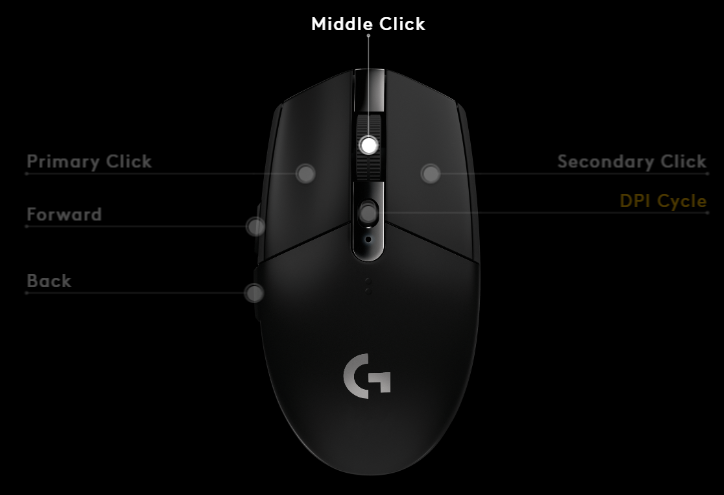 Middle Click
Primary Click
Secondary Click
DPI Cycle
Forward
Back
G